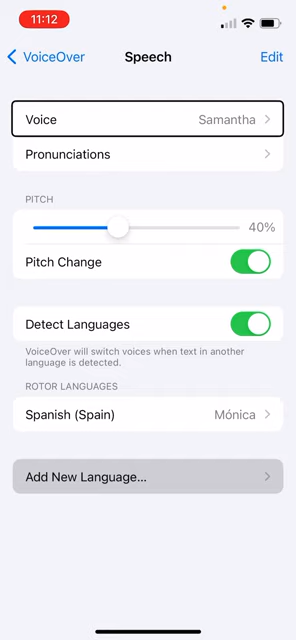 11:12
VoiceOver
Speech
Edit
Voice
Samantha
Pronunciations
PITCH
40%
Pitch Change
Detect Languages
VoiceOver will switch voices when text in another
language is detected.
ROTOR LANGUAGES
Spanish (Spain)
Mónica
Add New Language...